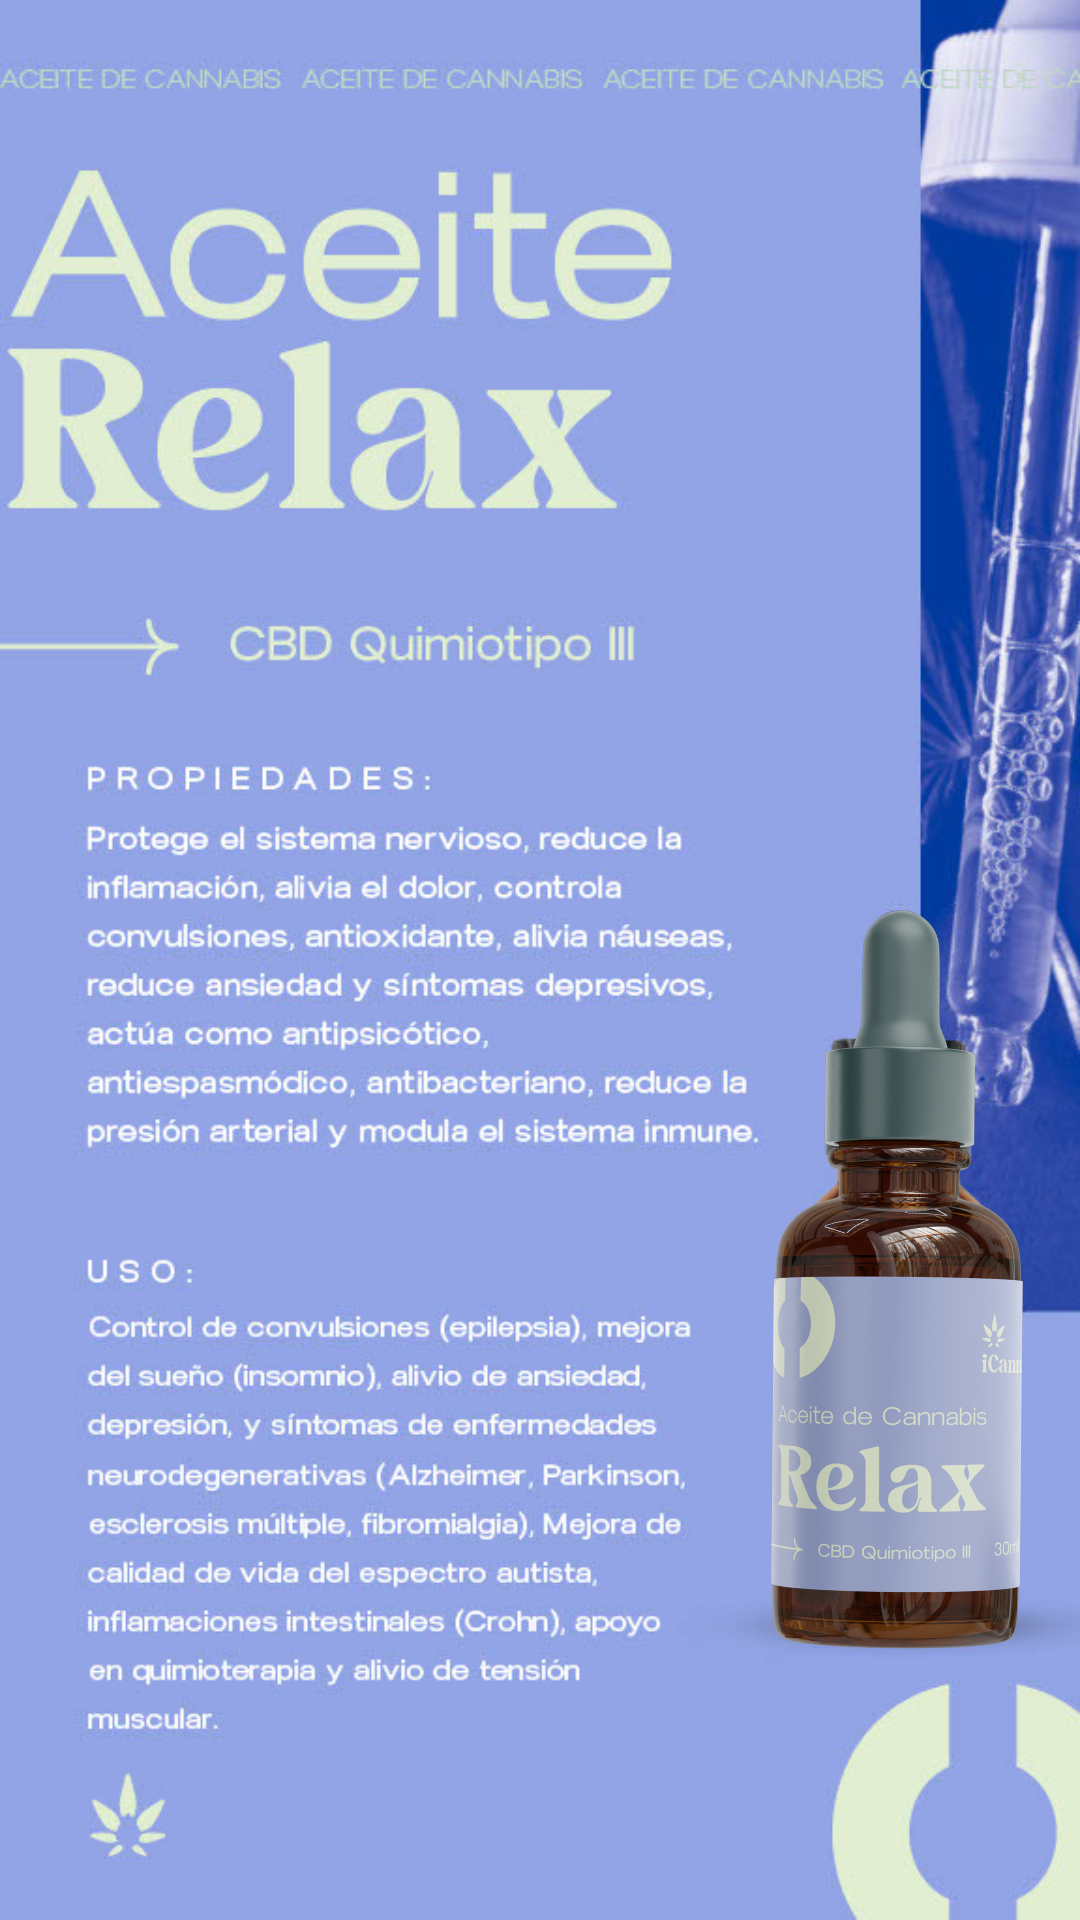 ACEITE DE CANNABIS ACEITE DE CANNABIS ACEITE DE CANNABIS ACEITE DE CA
Aceite
Relax
CBD Quimiotipo III
PROPIEDADES:
Protege el sistema nervioso, reduce la
inflamación, alivia el dolor, controla
convulsiones, antioxidante, alivia náuseas,
reduce ansiedad y síntomas depresivos,
actúa como antipsicótico,
antiespasmódico, antibacteriano, reduce la
presión arterial y modula el sistema inmune.
USO:
Control de convulsiones (epilepsia), mejora
del sueño (insomnio), alivio de ansiedad,
depresión, y síntomas de enfermedades
neurodegenerativas (Alzheimer, Parkinson,
esclerosis múltiple, fibromialgia), Mejora de
calidad de vida del espectro autista,
inflamaciones intestinales (Crohn), apoyo
en quimioterapia y alivio de tensión
muscular.
iCann
Aceite de Cannabis
Relax
CBD Quimiotipo III 30m